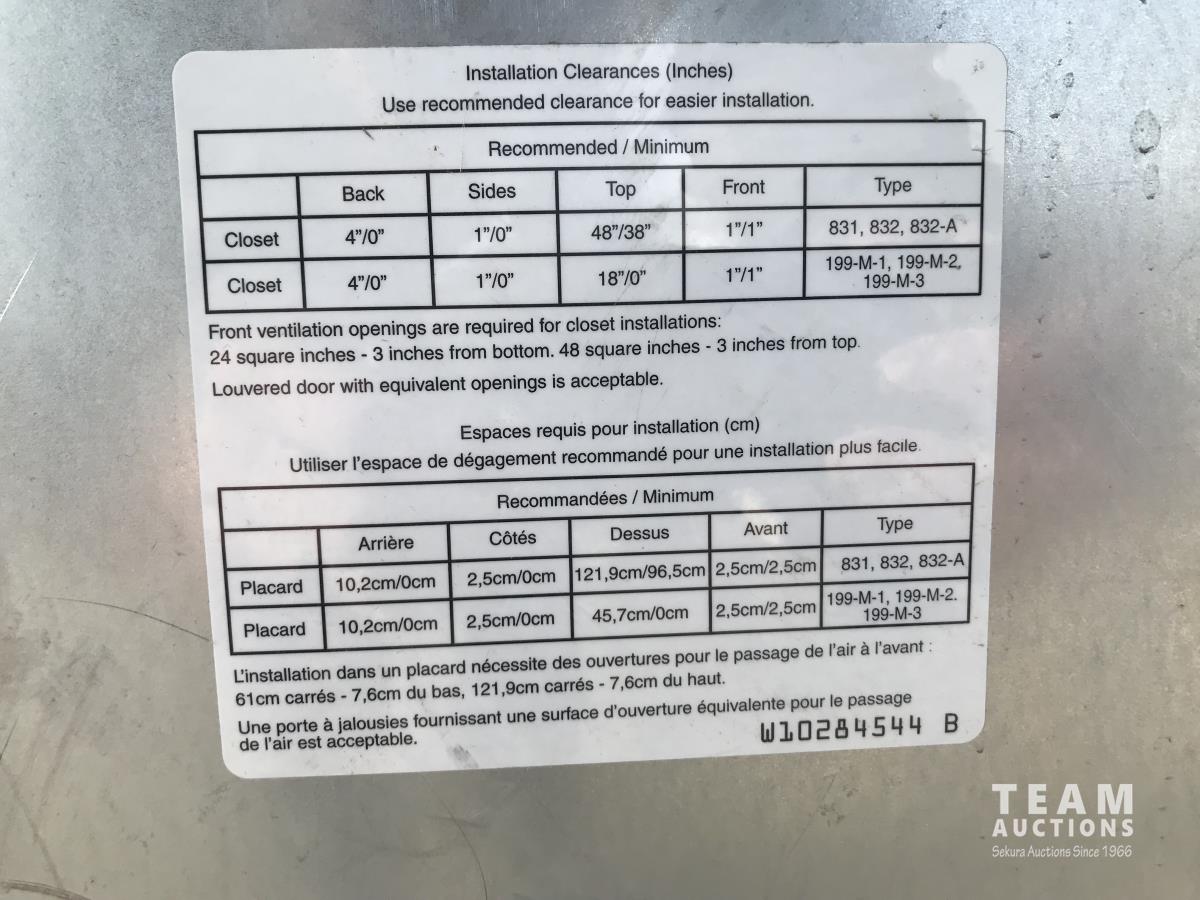 Installation Clearances (Inches)
Use recommended clearance for easier installation.
Recommended / Minimum
Back Sides Top Front Type
Closet 4”/0” 1”/0” 48”/38” 1”/1” 831, 832, 832-A
Closet 4”/0” 1”/0” 18”/0” 1”/1” 199-M-1, 199-M-2,
199-M-3
Front ventilation openings are required for closet installations:
24 square inches - 3 inches from bottom. 48 square inches - 3 inches from top.
Louvered door with equivalent openings is acceptable.
Espaces requis pour installation (cm)
Utiliser l’espace de dégagement recommandé pour une installation plus facile.
Recommandées / Minimum
Arrière Côtés Dessus Avant Type
Placard 10,2cm/0cm 2,5cm/0cm 121,9cm/96,5cm 2,5cm/2,5cm 831, 832, 832-A
Placard 10,2cm/0cm 2,5cm/0cm 45,7cm/0cm 2,5cm/2,5cm 199-M-1, 199-M-2.
199-M-3
L’installation dans un placard nécessite des ouvertures pour le passage de l’air à l’avant :
61cm carrés - 7,6cm du bas, 121,9cm carrés - 7,6cm du haut.
Une porte à jalousies fournissant une surface d’ouverture équivalente pour le passage
de l’air est acceptable.
W10284544 B
TEAM
AUCTIONS
Sekura Auctions Since 1966